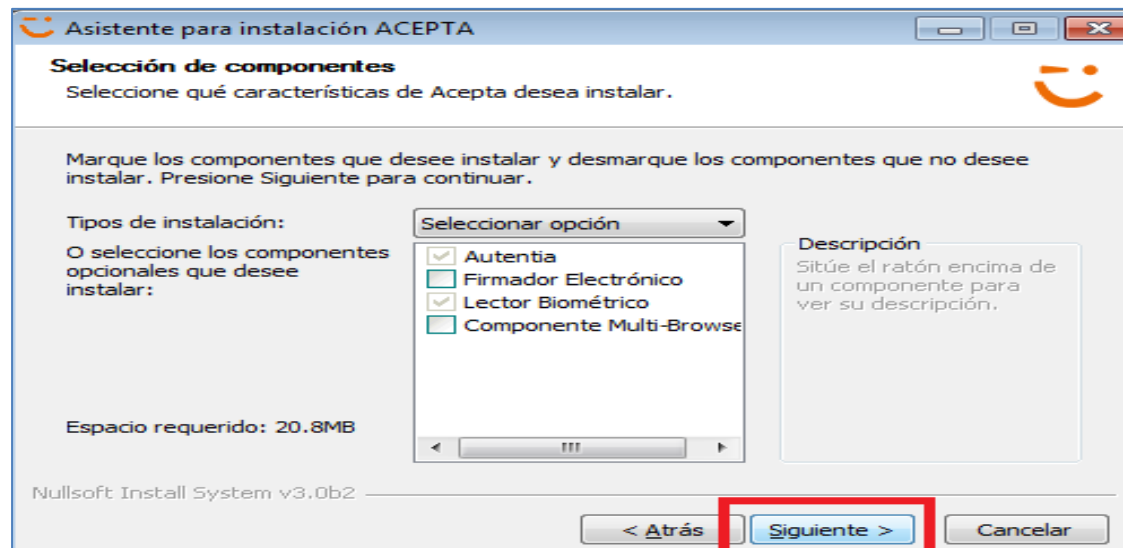 Asistente para instalación ACEPTA
Selección de componentes
Seleccione qué características de Acepta desea instalar.
Marque los componentes que desee instalar y desmarque los componentes que no desee
instalar. Presione Siguiente para continuar.
Tipos de instalación:
Seleccionar opción
O seleccione los componentes
opcionales que desee
instalar:
Autentia
Firmador Electrónico
Lector Biométrico
Componente Multi-Browse
Descripción
Sitúe el ratón encima de
un componente para
ver su descripción.
Espacio requerido: 20.8MB
Nullsoft Install System v3.0b2
< Atrás
Siguiente >
Cancelar